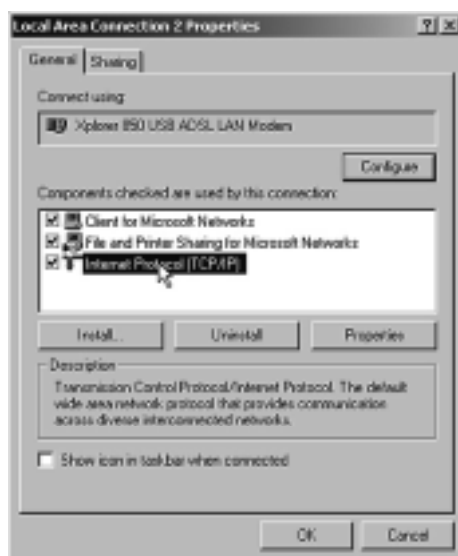 Local Area Connection 2 Properties
General
Sharing
Connect using:
Xplorer 850 USB ADSL LAN Modem
Configure
Components checked are used by this connection:
Client for Microsoft Networks
File and Printer Sharing for Microsoft Networks
Internet Protocol (TCP/IP)
Install...
Uninstall
Properties
Description
Transmission Control Protocol/Internet Protocol. The default
wide area network protocol that provides communication
across diverse interconnected networks.
Show icon in taskbar when connected
OK
Cancel